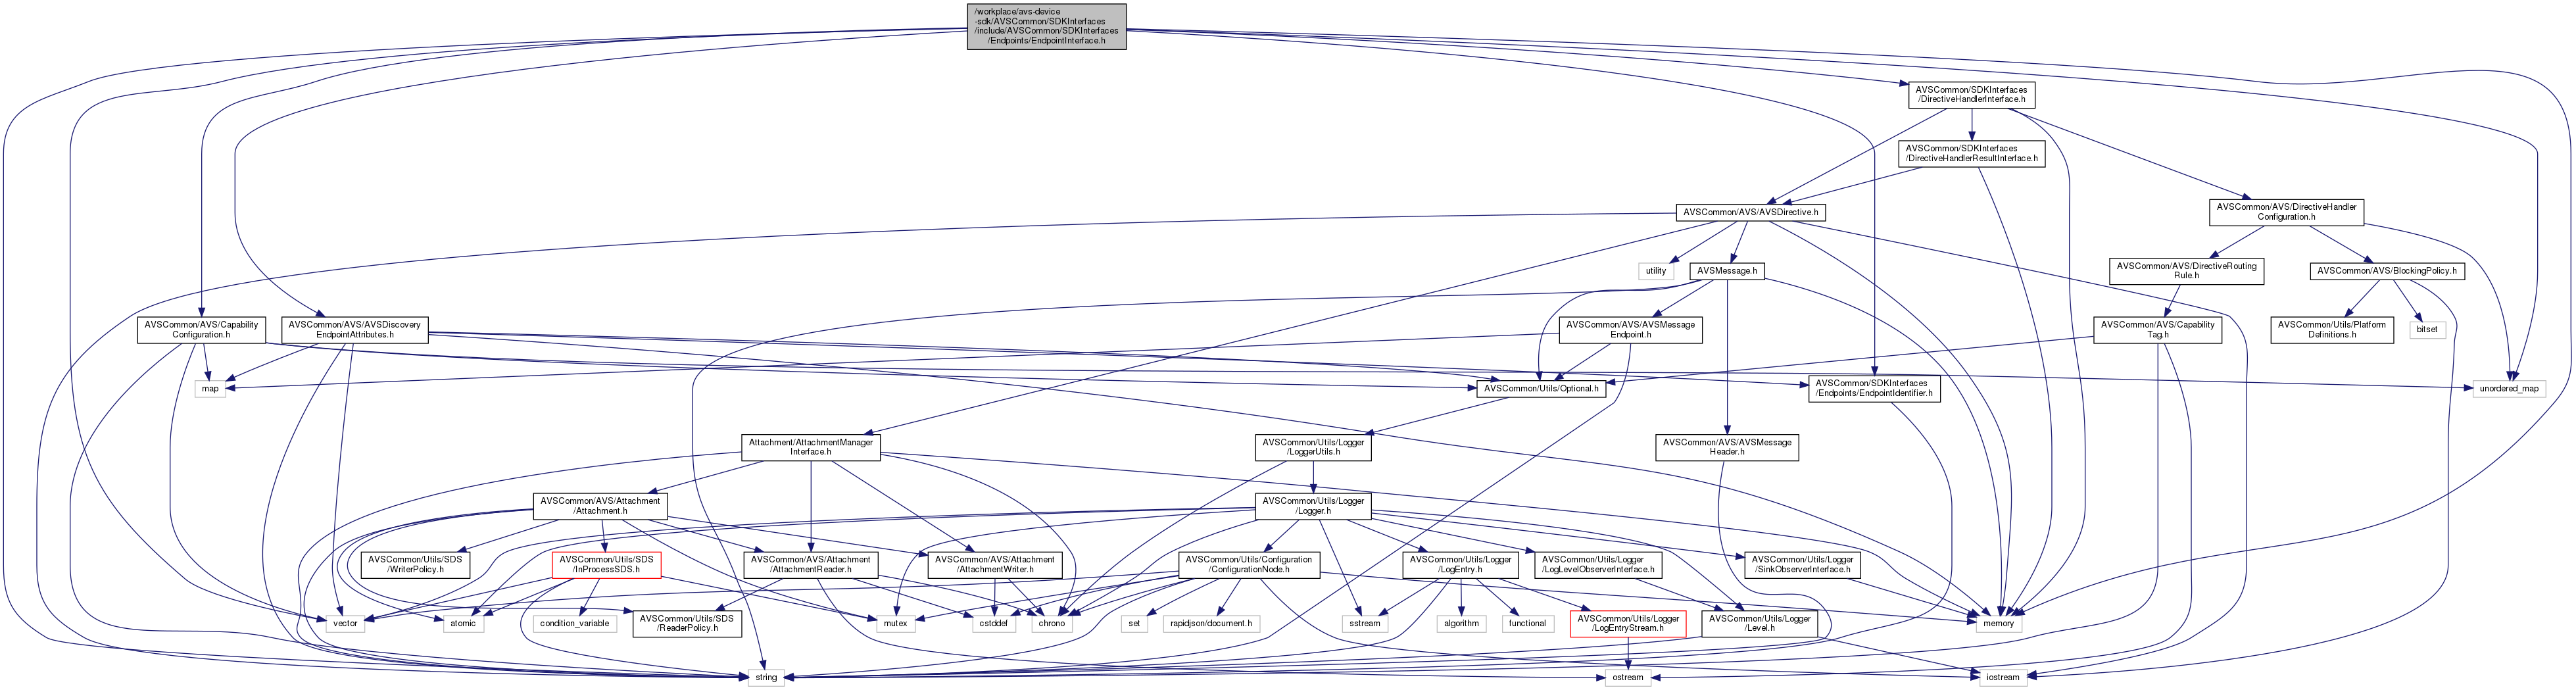 /workplace/avs-device
-sdk/AVSCommon/SDKInterfaces
/include/AVSCommon/SDKInterfaces
/Endpoints/EndpointInterface.h
AVSCommon/SDKInterfaces
/DirectiveHandlerInterface.h
AVSCommon/SDKInterfaces
/DirectiveHandlerResultInterface.h
AVSCommon/AVS/AVSDirective.h
AVSCommon/AVS/DirectiveHandler
Configuration.h
utility
AVSMessage.h
AVSCommon/AVS/DirectiveRouting
Rule.h
AVSCommon/AVS/BlockingPolicy.h
AVSCommon/AVS/Capability
Configuration.h
AVSCommon/AVS/AVSDiscovery
EndpointAttributes.h
AVSCommon/AVS/AVSMessage
Endpoint.h
AVSCommon/AVS/Capability
Tag.h
AVSCommon/Utils/Platform
Definitions.h
bitset
map
AVSCommon/Utils/Optional.h
AVSCommon/SDKInterfaces
/Endpoints/EndpointIdentifier.h
unordered_map
Attachment/AttachmentManager
Interface.h
AVSCommon/Utils/Logger
/LoggerUtils.h
AVSCommon/AVS/AVSMessage
Header.h
AVSCommon/AVS/Attachment
/Attachment.h
AVSCommon/Utils/Logger
/Logger.h
AVSCommon/Utils/SDS
/WriterPolicy.h
AVSCommon/Utils/SDS
/InProcessSDS.h
AVSCommon/AVS/Attachment
/AttachmentReader.h
AVSCommon/AVS/Attachment
/AttachmentWriter.h
AVSCommon/Utils/Configuration
/ConfigurationNode.h
AVSCommon/Utils/Logger
/LogEntry.h
AVSCommon/Utils/Logger
/LogLevelObserverInterface.h
AVSCommon/Utils/Logger
/SinkObserverInterface.h
vector
atomic
condition_variable
AVSCommon/Utils/SDS
/ReaderPolicy.h
mutex
cstddef
chrono
set
rapidjson/document.h
sstream
algorithm
functional
AVSCommon/Utils/Logger
/LogEntryStream.h
AVSCommon/Utils/Logger
/Level.h
memory
string
ostream
iostream